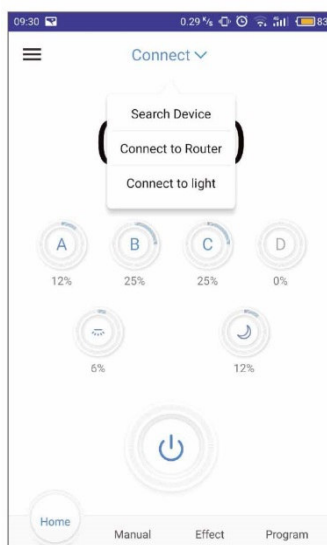 09:30 0.29 K/s 83
Connect
Search Device
Connect to Router
Connect to light
A B C D
12% 25% 25% 0%
6% 12%
Home Manual Effect Program